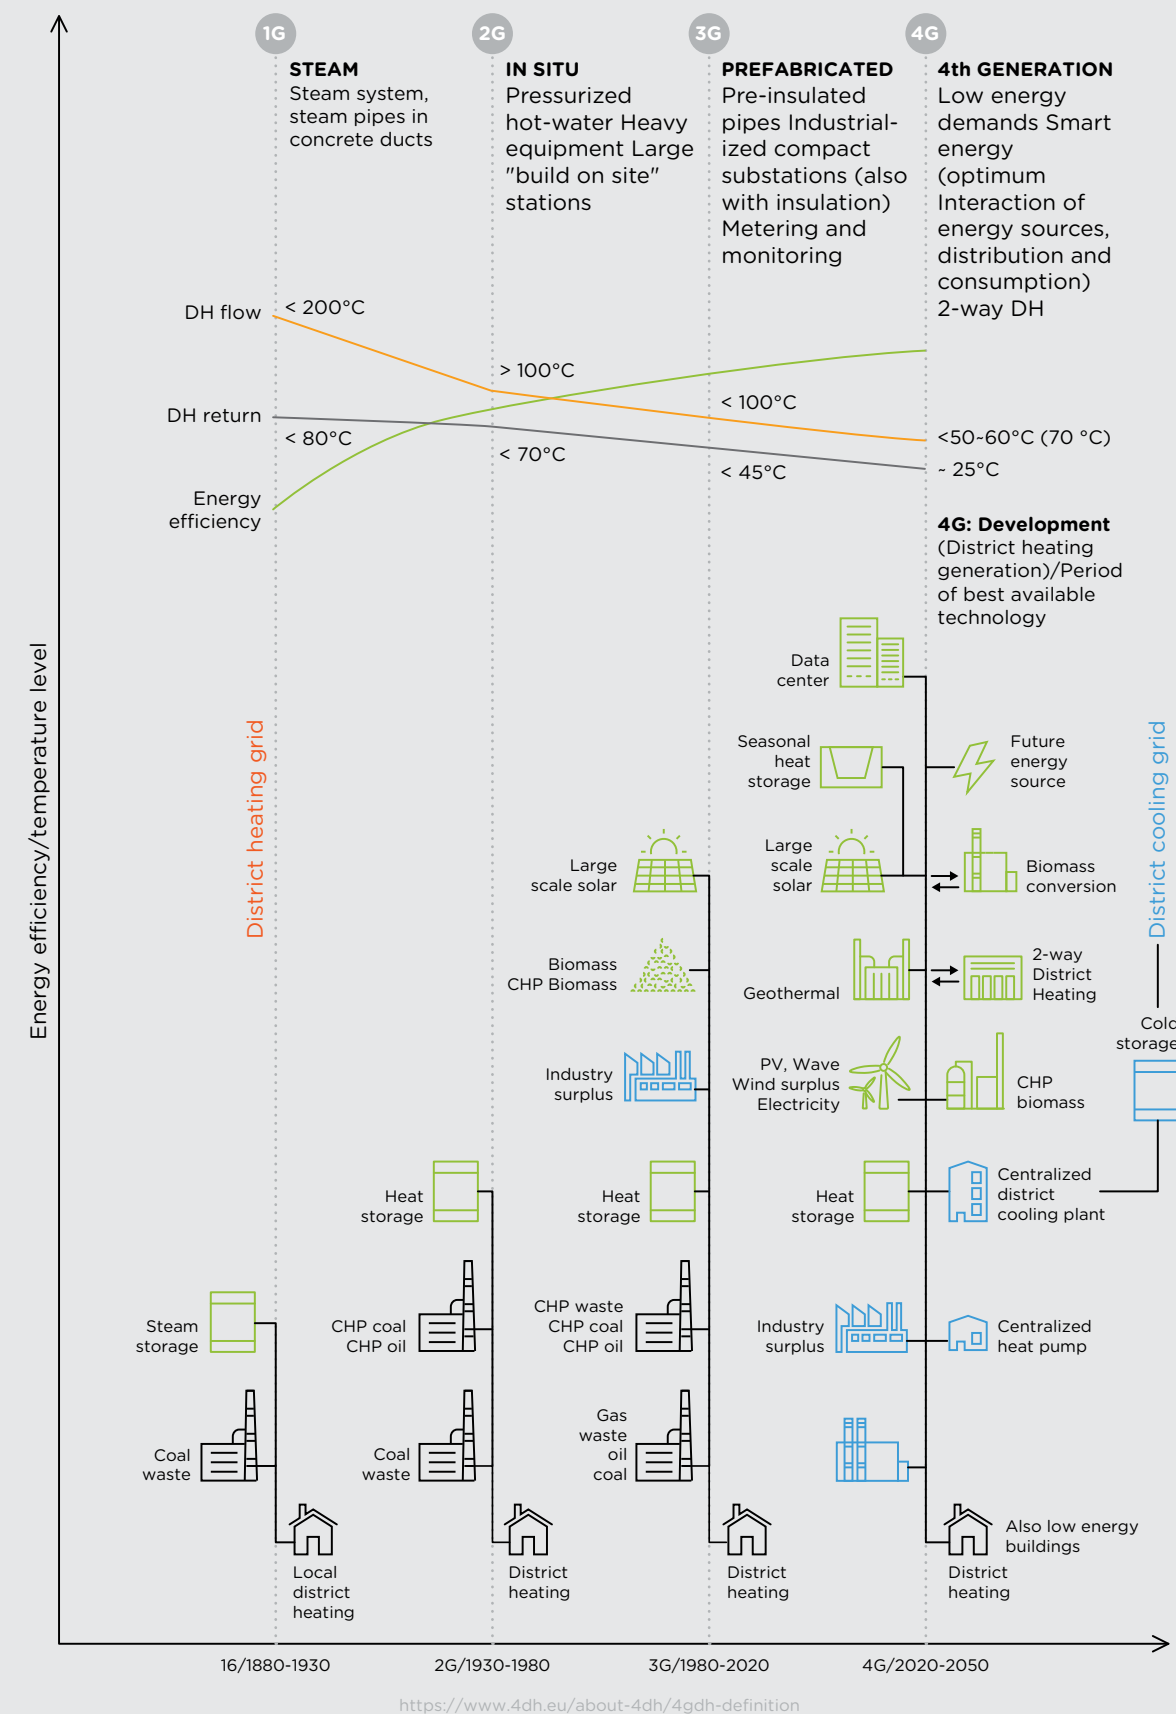 1G
2G
3G
4G
STEAM
Steam system,
steam pipes in
concrete ducts
IN SITU
Pressurized
hot-water Heavy
equipment Large
"build on site"
stations
PREFABRICATED
Pre-insulated
pipes Industrial-
ized compact
substations (also
with insulation)
Metering and
monitoring
4th GENERATION
Low energy
demands Smart
energy
(optimum
Interaction of
energy sources,
distribution and
consumption)
2-way DH
DH flow
< 200°C
> 100°C
< 100°C
<50~60°C (70 °C)
DH return
< 80°C
< 70°C
< 45°C
~ 25°C
Energy
efficiency
4G: Development
(District heating
generation)/Period
of best available
technology
Energy efficiency/temperature level
District heating grid
District cooling grid
Data
center
Seasonal
heat
storage
Future
energy
source
Large
scale solar
Large
scale
solar
Biomass
conversion
Biomass
CHP Biomass
Geothermal
2-way
District
Heating
Cold
storage
Industry
surplus
PV, Wave
Wind surplus
Electricity
CHP
biomass
Heat
storage
Heat
storage
Heat
storage
Centralized
district
cooling plant
Steam
storage
CHP coal
CHP oil
CHP waste
CHP coal
CHP oil
Industry
surplus
Centralized
heat pump
Coal
waste
Coal
waste
Gas
waste
oil
coal
Local
district
heating
District
heating
District
heating
District
heating
Also low energy
buildings
16/1880-1930
2G/1930-1980
3G/1980-2020
4G/2020-2050
https://www.4dh.eu/about-4dh/4gdh-definition